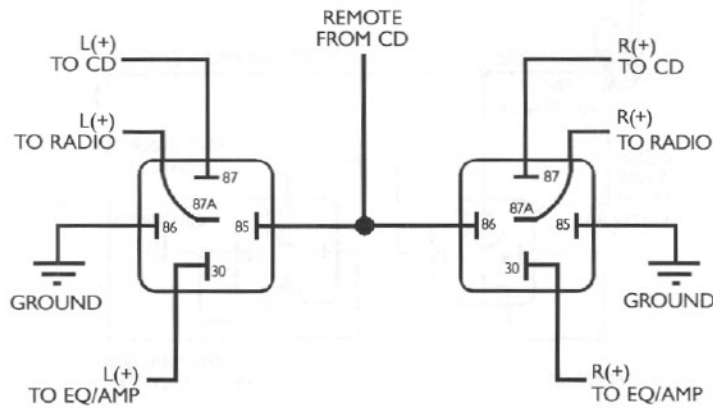 REMOTE
FROM CD
L(+)
TO CD
R(+)
TO CD
L(+)
TO RADIO
R(+)
TO RADIO
87
87A
86
85
30
87
87A
86
85
30
GROUND
GROUND
L(+)
TO EQ/AMP
R(+)
TO EQ/AMP